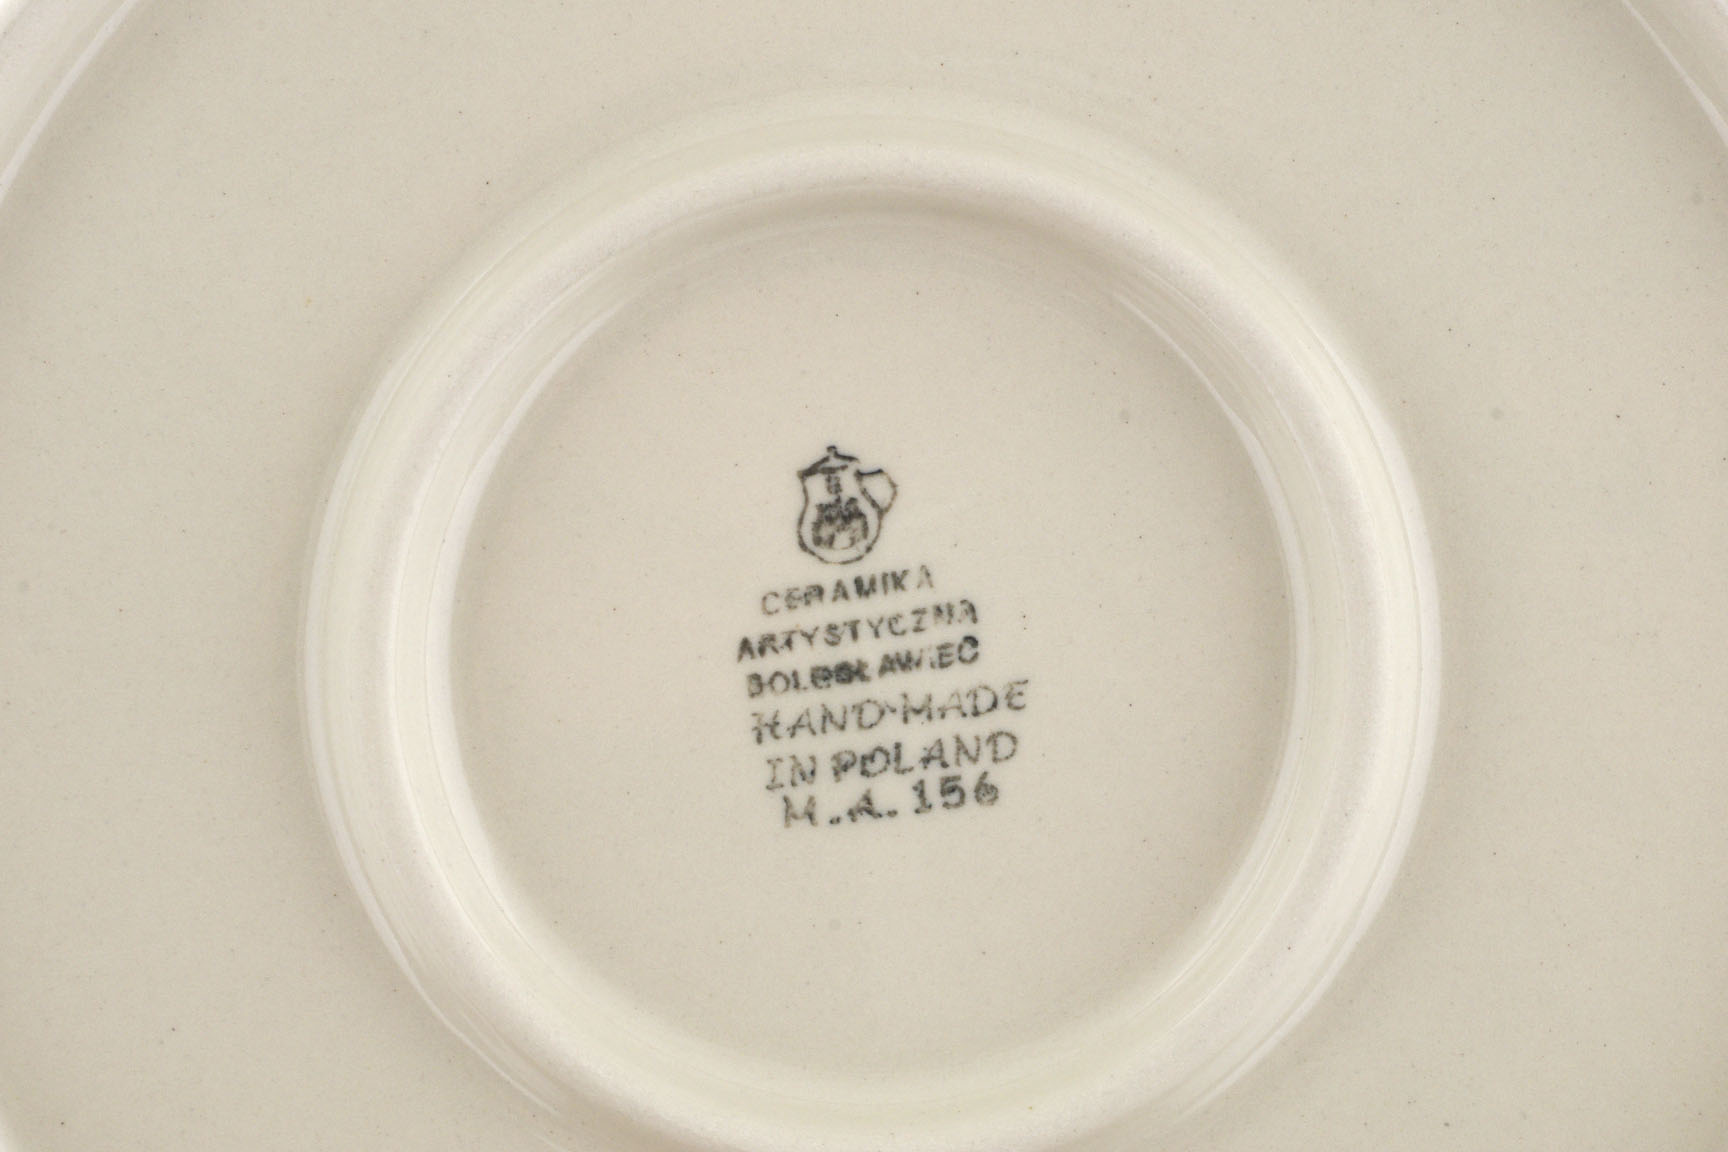 CERAMIKA
ARTYSTYCZNA
BOLESŁAWIEC
HAND MADE
IN POLAND
M.A. 156